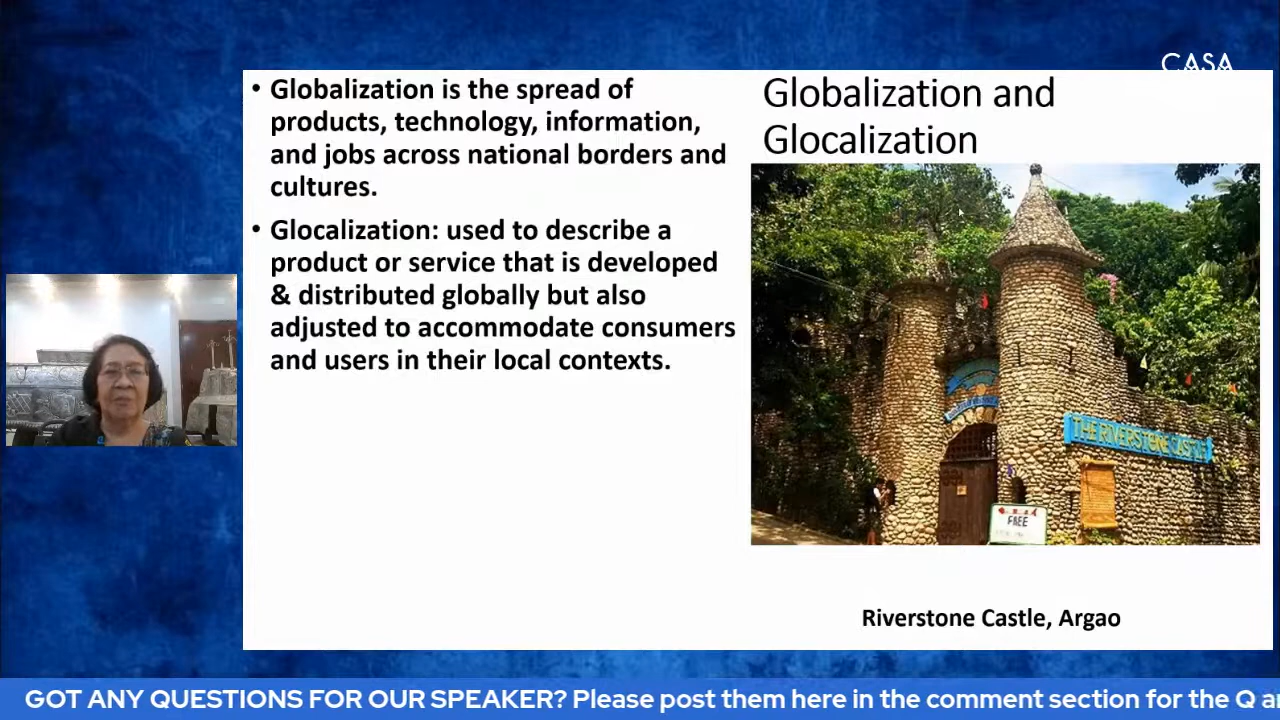 CASA
• Globalization is the spread of
products, technology, information,
and jobs across national borders and
cultures.
• Glocalization: used to describe a
product or service that is developed
& distributed globally but also
adjusted to accommodate consumers
and users in their local contexts.
Globalization and
Glocalization
THE RIVERSTONE CASTLE
FREE
Riverstone Castle, Argao
GOT ANY QUESTIONS FOR OUR SPEAKER? Please post them here in the comment section for the Q a